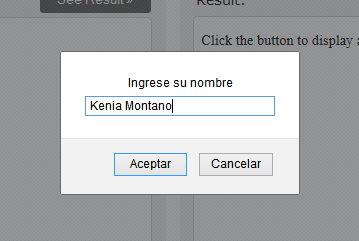 See Result »
Result:
Click the button to display a
Ingrese su nombre
Kenia Montano
Aceptar
Cancelar